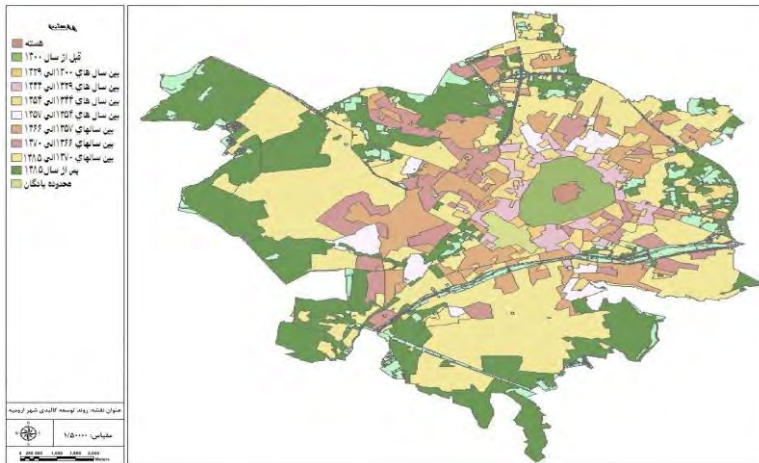 هسته
قبل از سال ۱۳۰۰
بین سال های ۱۳۰۰ الی ۱۳۲۹
بین سال های ۱۳۲۹ الی ۱۳۴۴
بین سال های ۱۳۴۴ الی ۱۳۵۴
بین سال های ۱۳۵۴ الی ۱۳۵۷
بین سالهای ۱۳۵۷ الی ۱۳۶۶
بین سالهای ۱۳۶۶ الی ۱۳۷۰
بین سالهای ۱۳۷۰ الی ۱۳۸۵
پس از سال ۱۳۸۵
محدوده پادگان
عنوان نقشه: روند توسعه کالبدی شهر ارومیه
مقیاس: ۱/۵۰۰۰۰
Meters